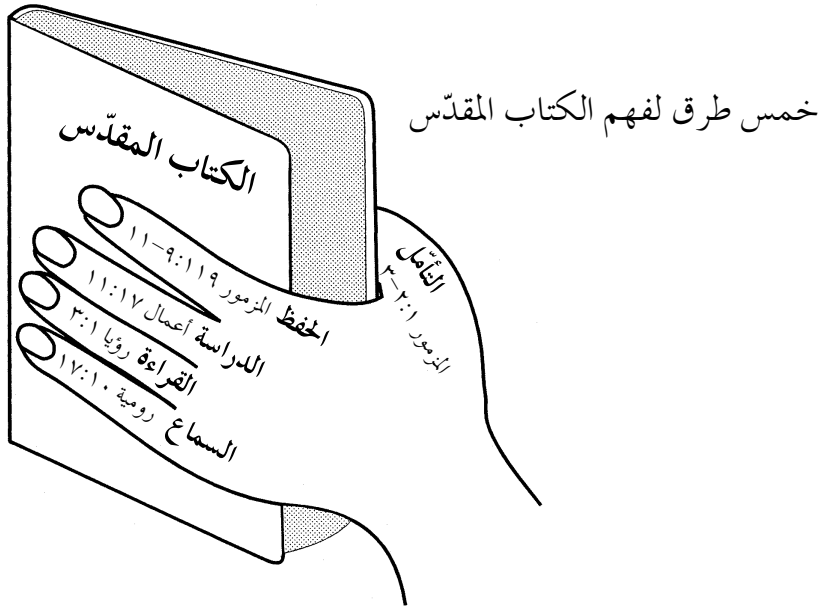 خمس طرق لفهم الكتاب المقدّس
الكتاب المقدّس
التأمّل
المزمور ٢:١–٣
الحفظ المزمور ٩:١١٩–١١
الدراسة أعمال ١١:١٧
القراءة رؤيا ٣:١
السماع رومية ١٧:١٠